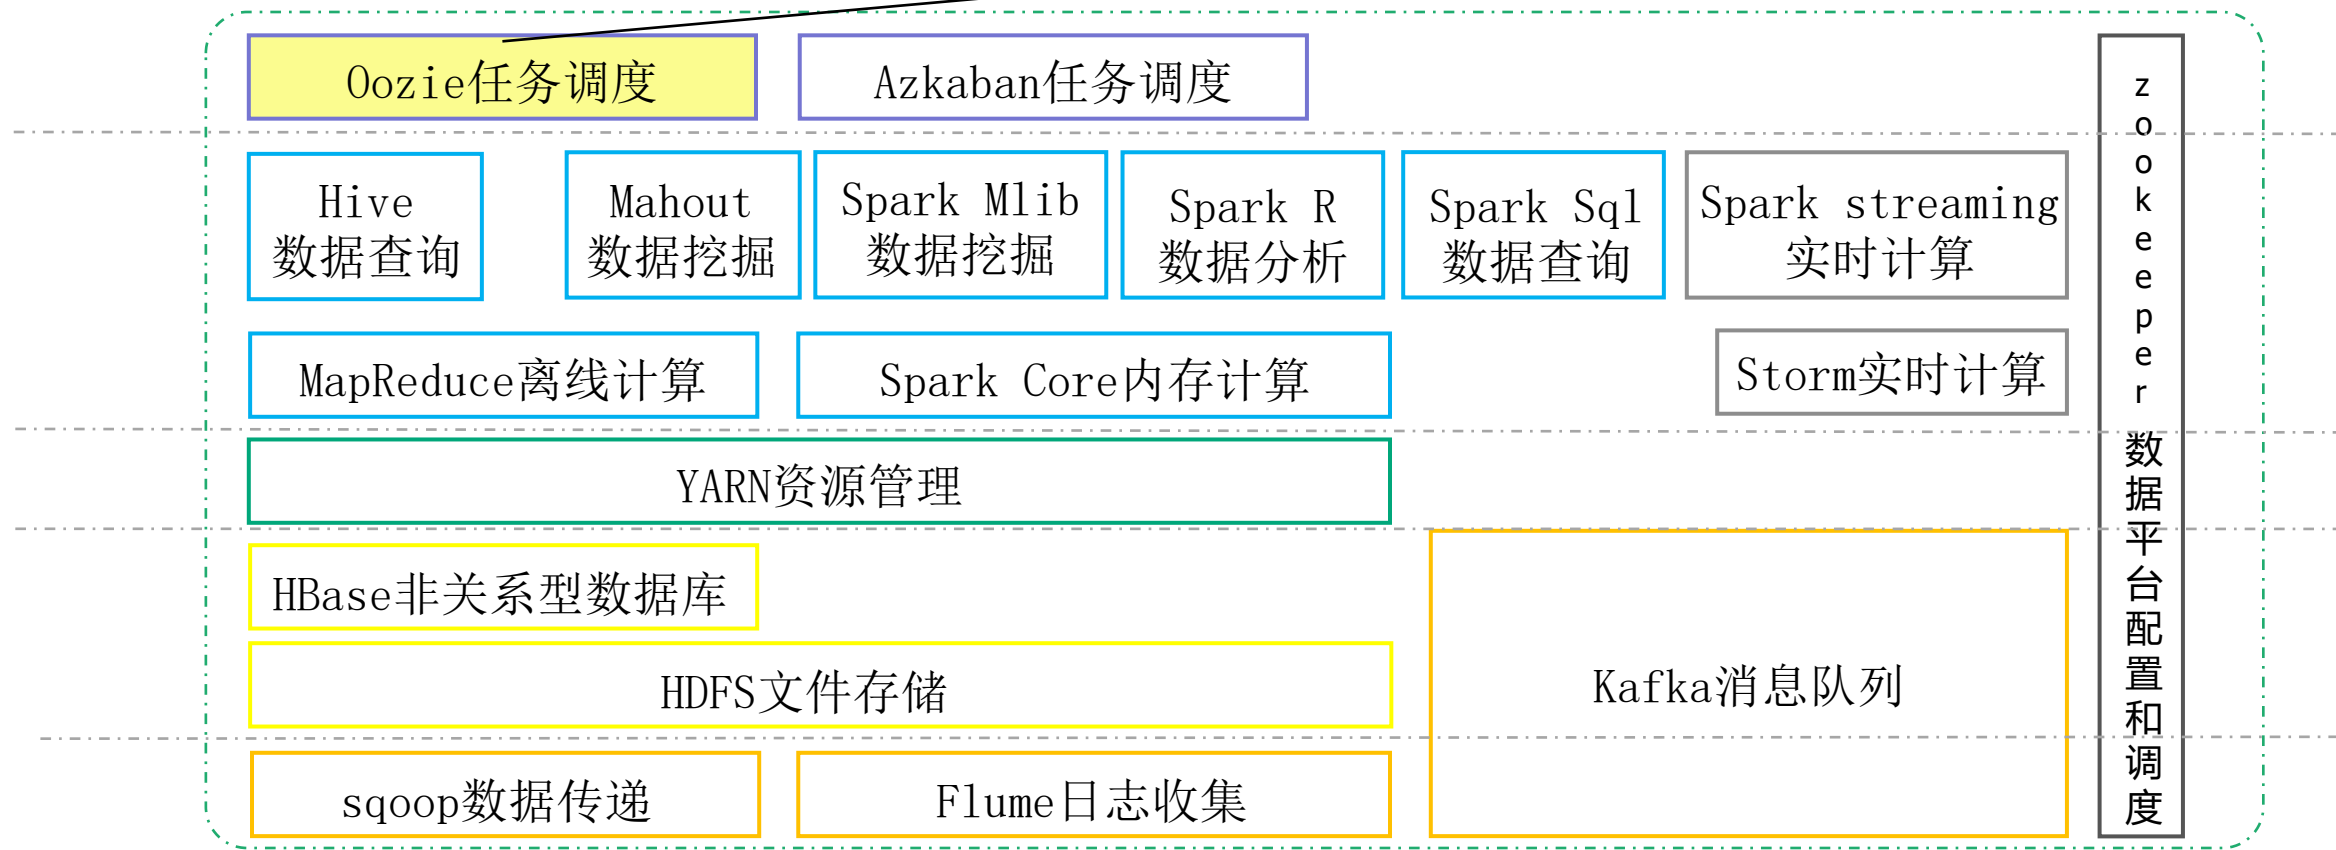 Oozie任务调度
Azkaban任务调度
Hive
数据查询
Mahout
数据挖掘
Spark Mlib
数据挖掘
Spark R
数据分析
Spark Sql
数据查询
Spark streaming
实时计算
MapReduce离线计算
Spark Core内存计算
Storm实时计算
YARN资源管理
HBase非关系型数据库
HDFS文件存储
Kafka消息队列
sqoop数据传递
Flume日志收集
zookeeper数据平台配置和调度